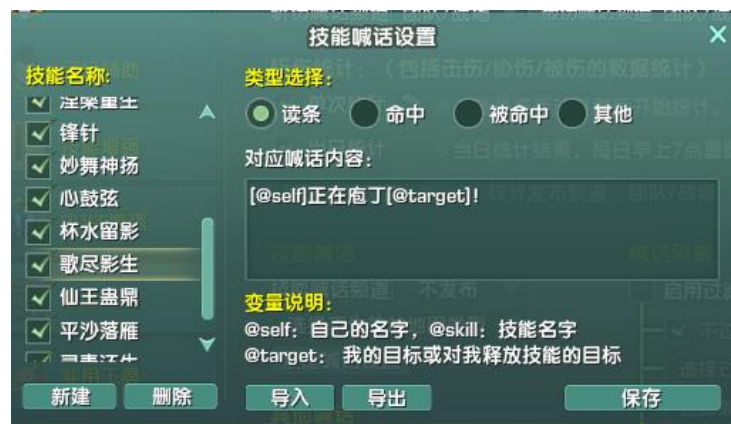 技能喊话设置
技能名称:
涅槃重生
锋针
妙舞神扬
心鼓弦
杯水留影
歌尽影生
仙王蛊鼎
平沙落雁
新建 删除
类型选择:
读条 命中 被命中 其他
对应喊话内容:
[@self]正在庖丁[@target]!
变量说明:
@self: 自己的名字, @skill: 技能名字
@target: 我的目标或对我释放技能的目标
导入 导出 保存